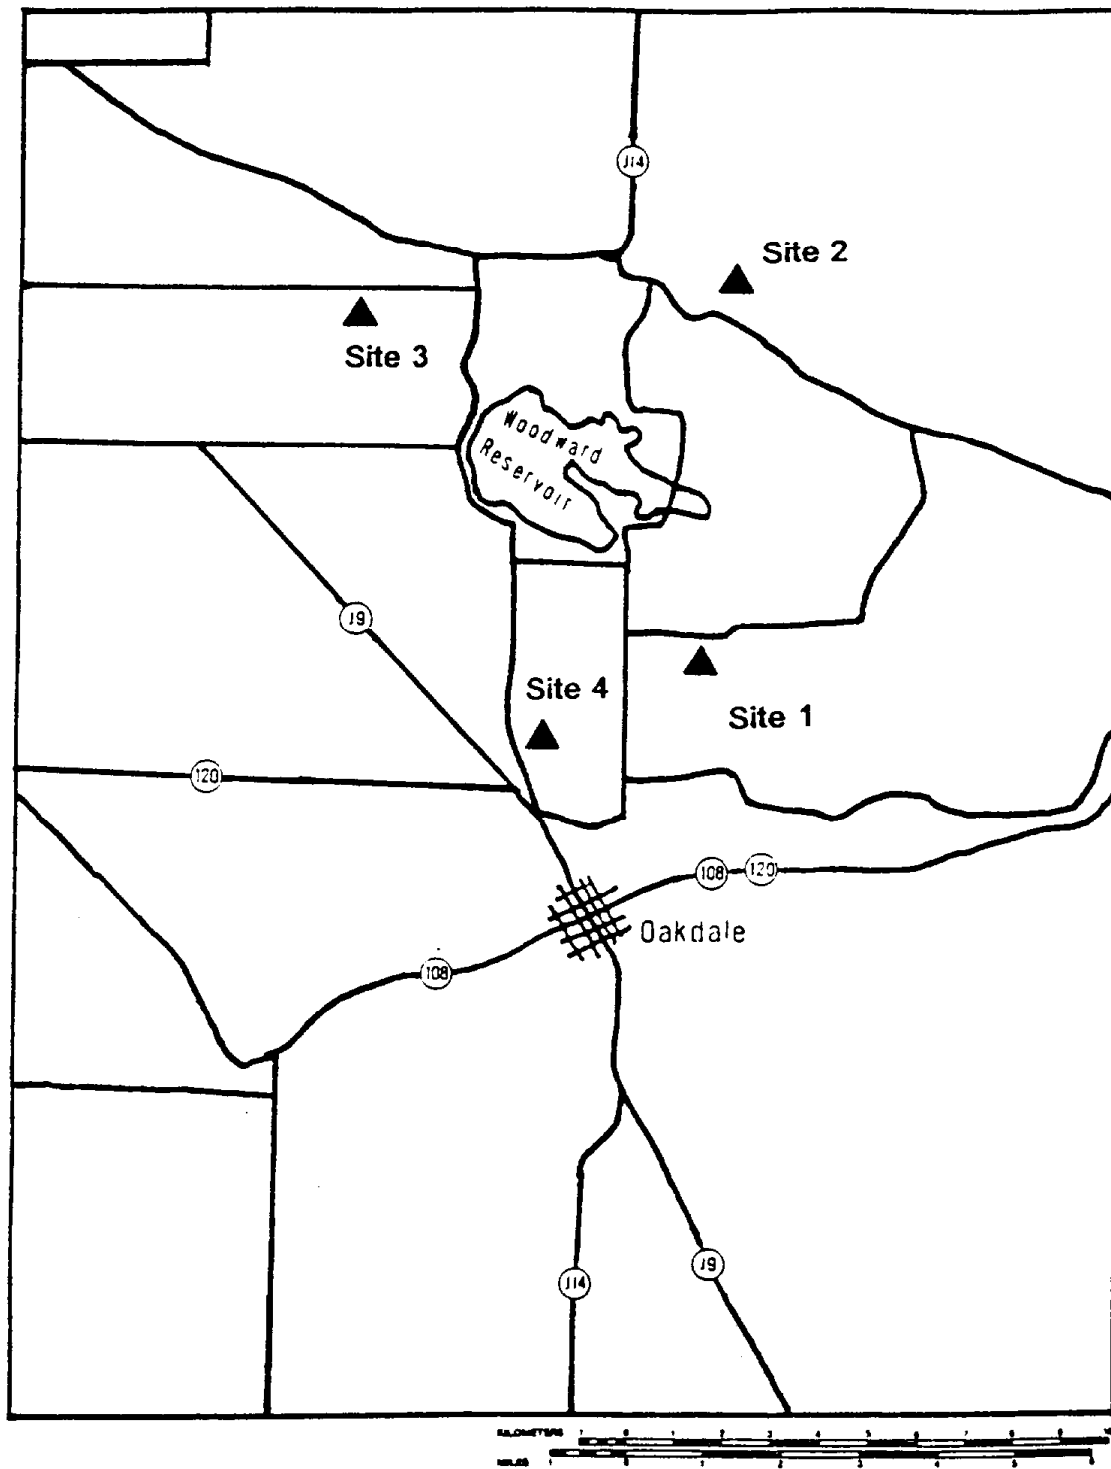 J14
Site 2
Site 3
Woodward
Reservoir
J9
Site 4
Site 1
120
108
120
Oakdale
108
J9
J14
KILOMETERS
MILES